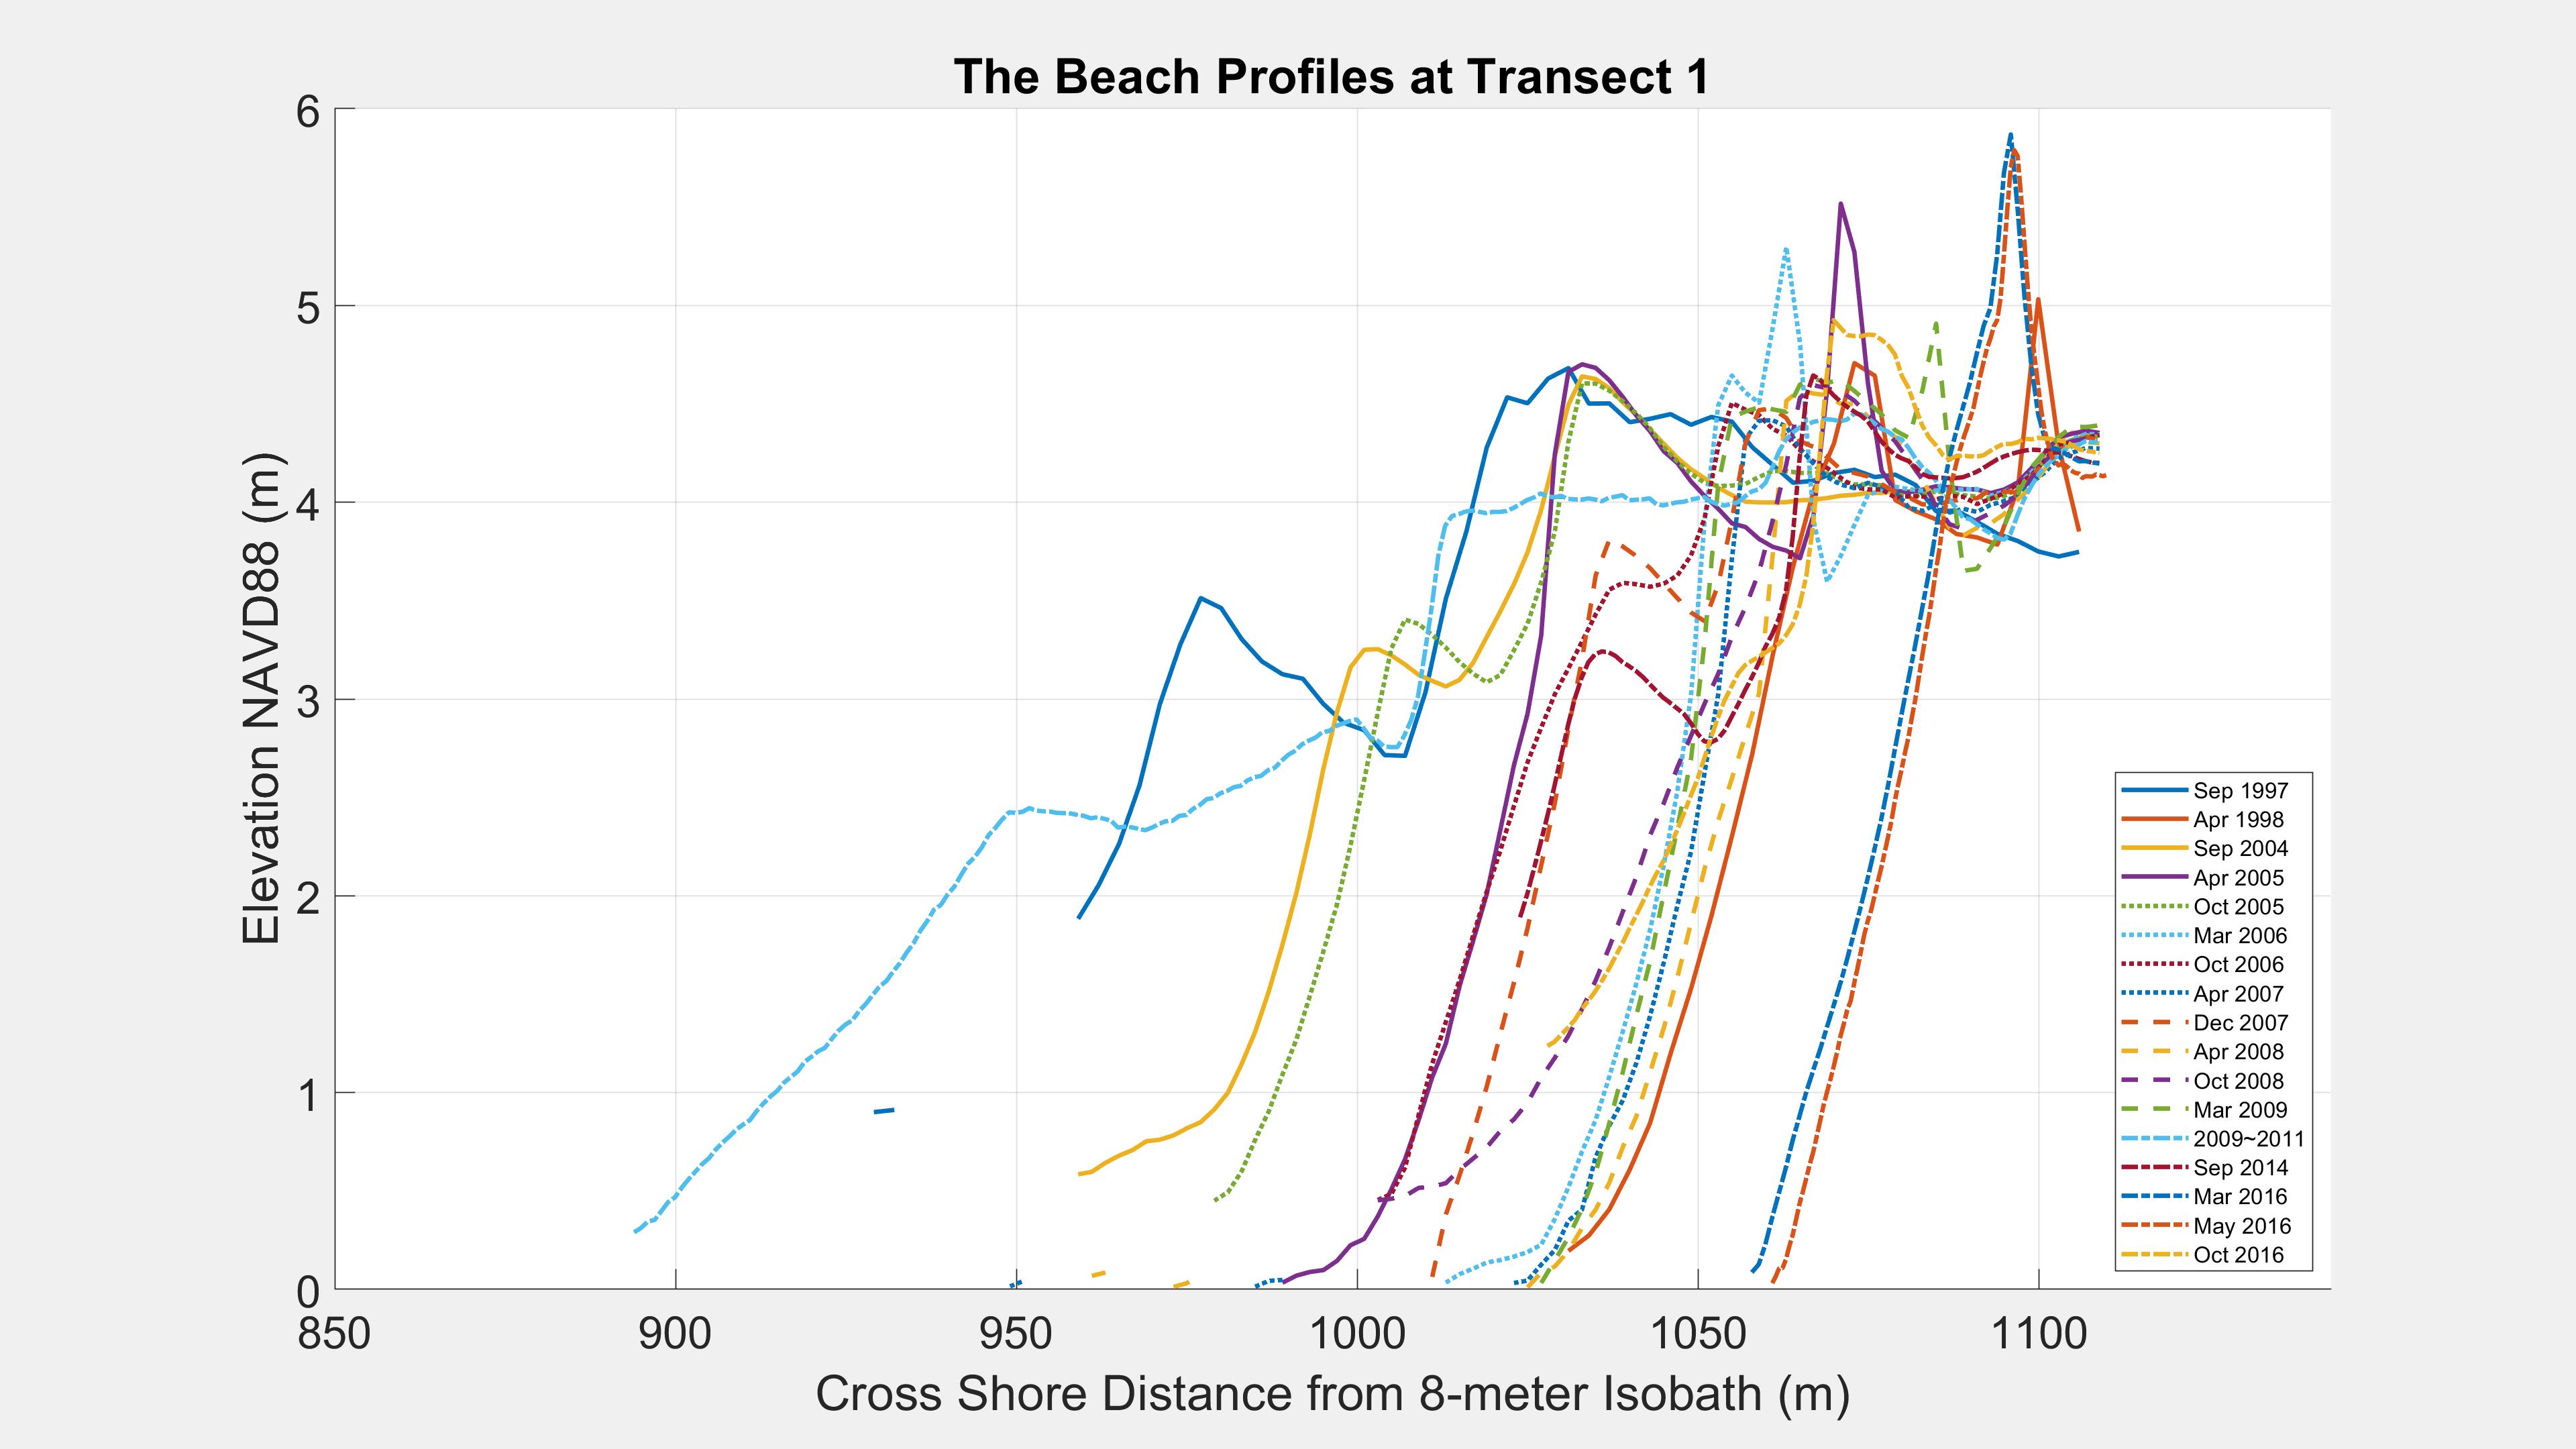 The Beach Profiles at Transect 1
6
5
4
3
2
1
0
Elevation NAVD88 (m)
850 900 950 1000 1050 1100
Cross Shore Distance from 8-meter Isobath (m)
Sep 1997
Apr 1998
Sep 2004
Apr 2005
Oct 2005
Mar 2006
Oct 2006
Apr 2007
Dec 2007
Apr 2008
Oct 2008
Mar 2009
2009~2011
Sep 2014
Mar 2016
May 2016
Oct 2016